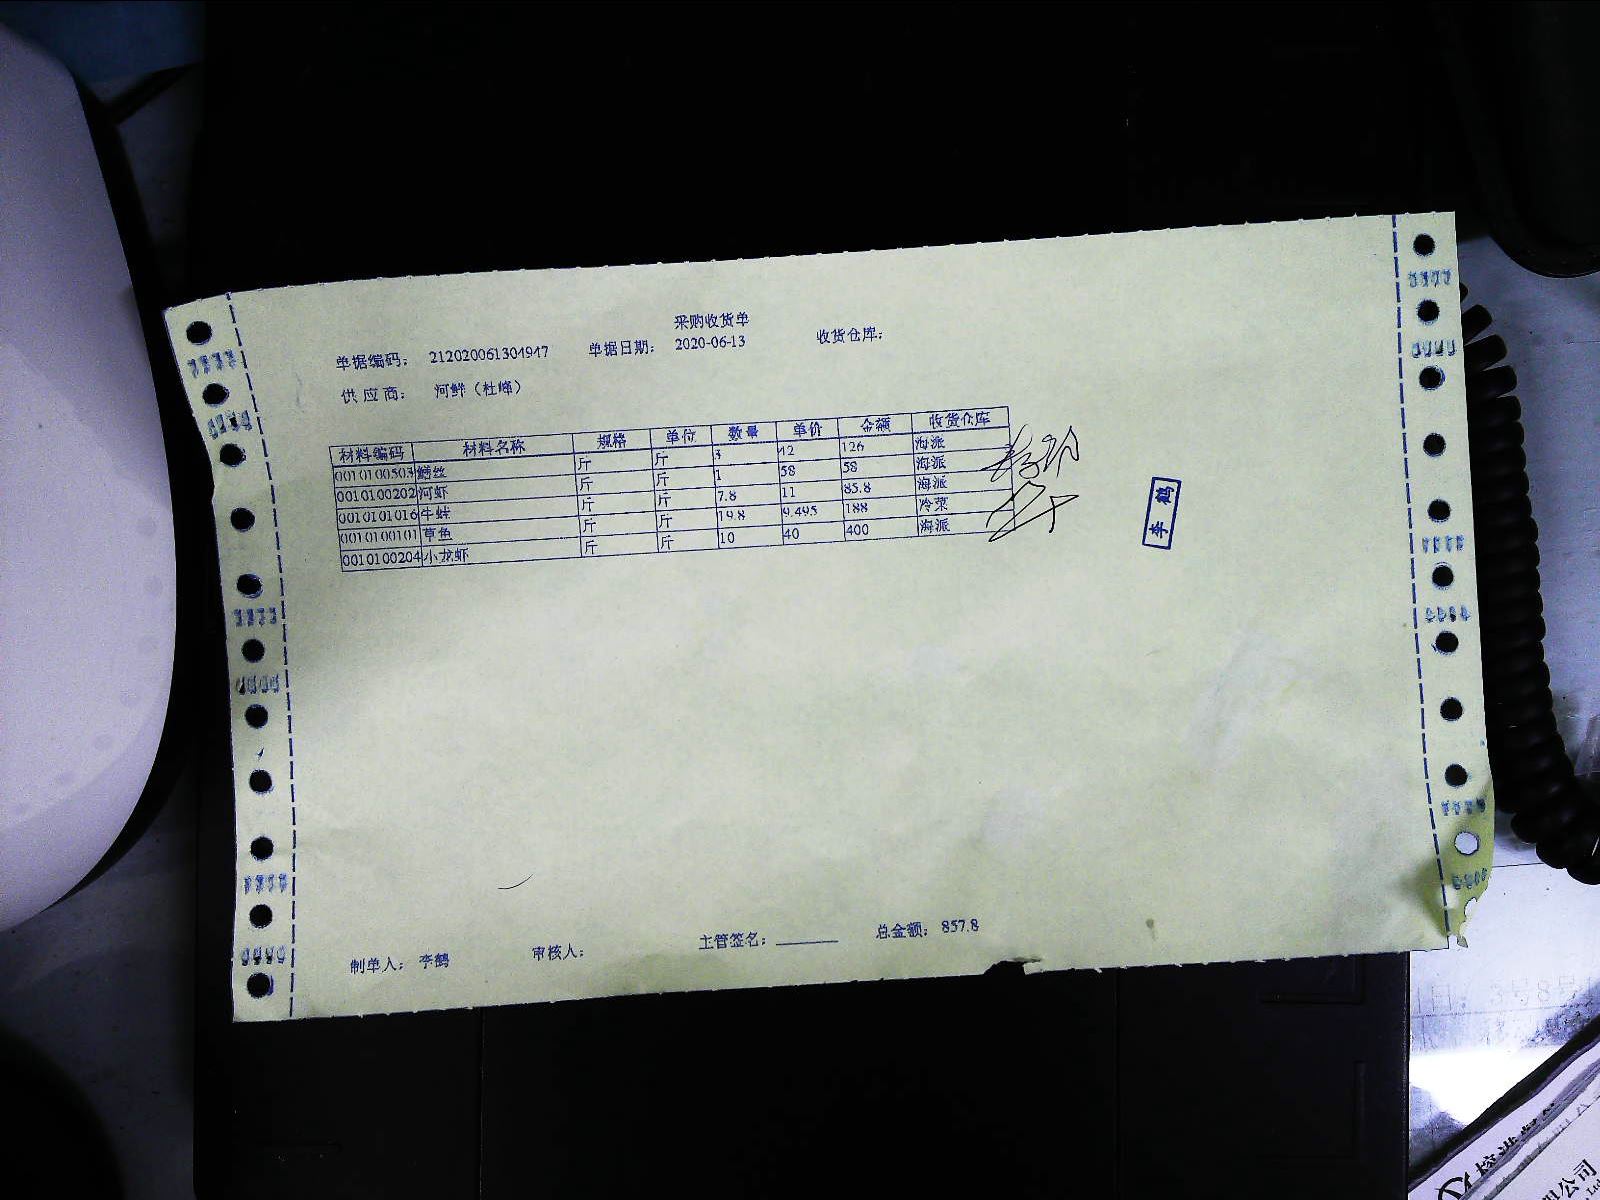 采购收货单
单据编码： 212020061304947 单据日期： 2020-06-13 收货仓库：
供应商： 河鲜（杜峰）
材料编码 材料名称 规格 单位 数量 单价 金额 收货仓库
0010100503 鳝丝 斤 斤 3 42 126 海派
0010100202 河虾 斤 斤 1 58 58 海派
0010101016 牛蛙 斤 斤 7.8 11 85.8 海派
0010100101 草鱼 斤 斤 19.8 9.495 188 冷菜
0010100204 小龙虾 斤 斤 10 40 400 海派
李鹤
制单人： 李鹤 审核人： 主管签名： 总金额： 857.8
公司